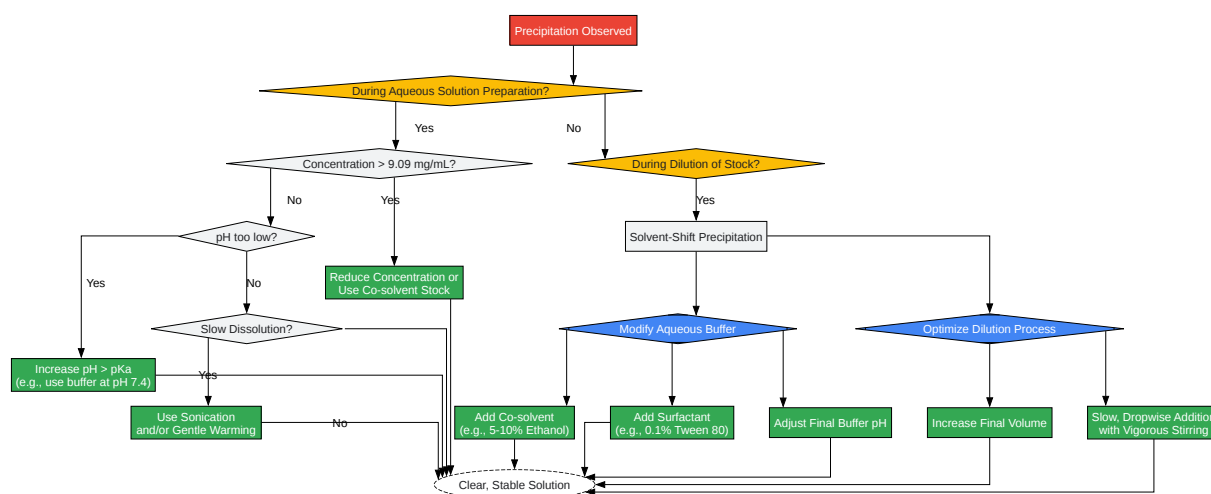 Precipitation Observed
During Aqueous Solution Preparation?
Yes
No
Concentration > 9.09 mg/mL?
During Dilution of Stock?
No
Yes
Yes
pH too low?
Solvent-Shift Precipitation
Yes
No
Reduce Concentration or
Use Co-solvent Stock
Slow Dissolution?
Modify Aqueous Buffer
Optimize Dilution Process
Increase pH > pKa
(e.g., use buffer at pH 7.4)
Yes
Use Sonication
and/or Gentle Warming
No
Add Co-solvent
(e.g., 5-10% Ethanol)
Add Surfactant
(e.g., 0.1% Tween 80)
Adjust Final Buffer pH
Increase Final Volume
Slow, Dropwise Addition
with Vigorous Stirring
Clear, Stable Solution